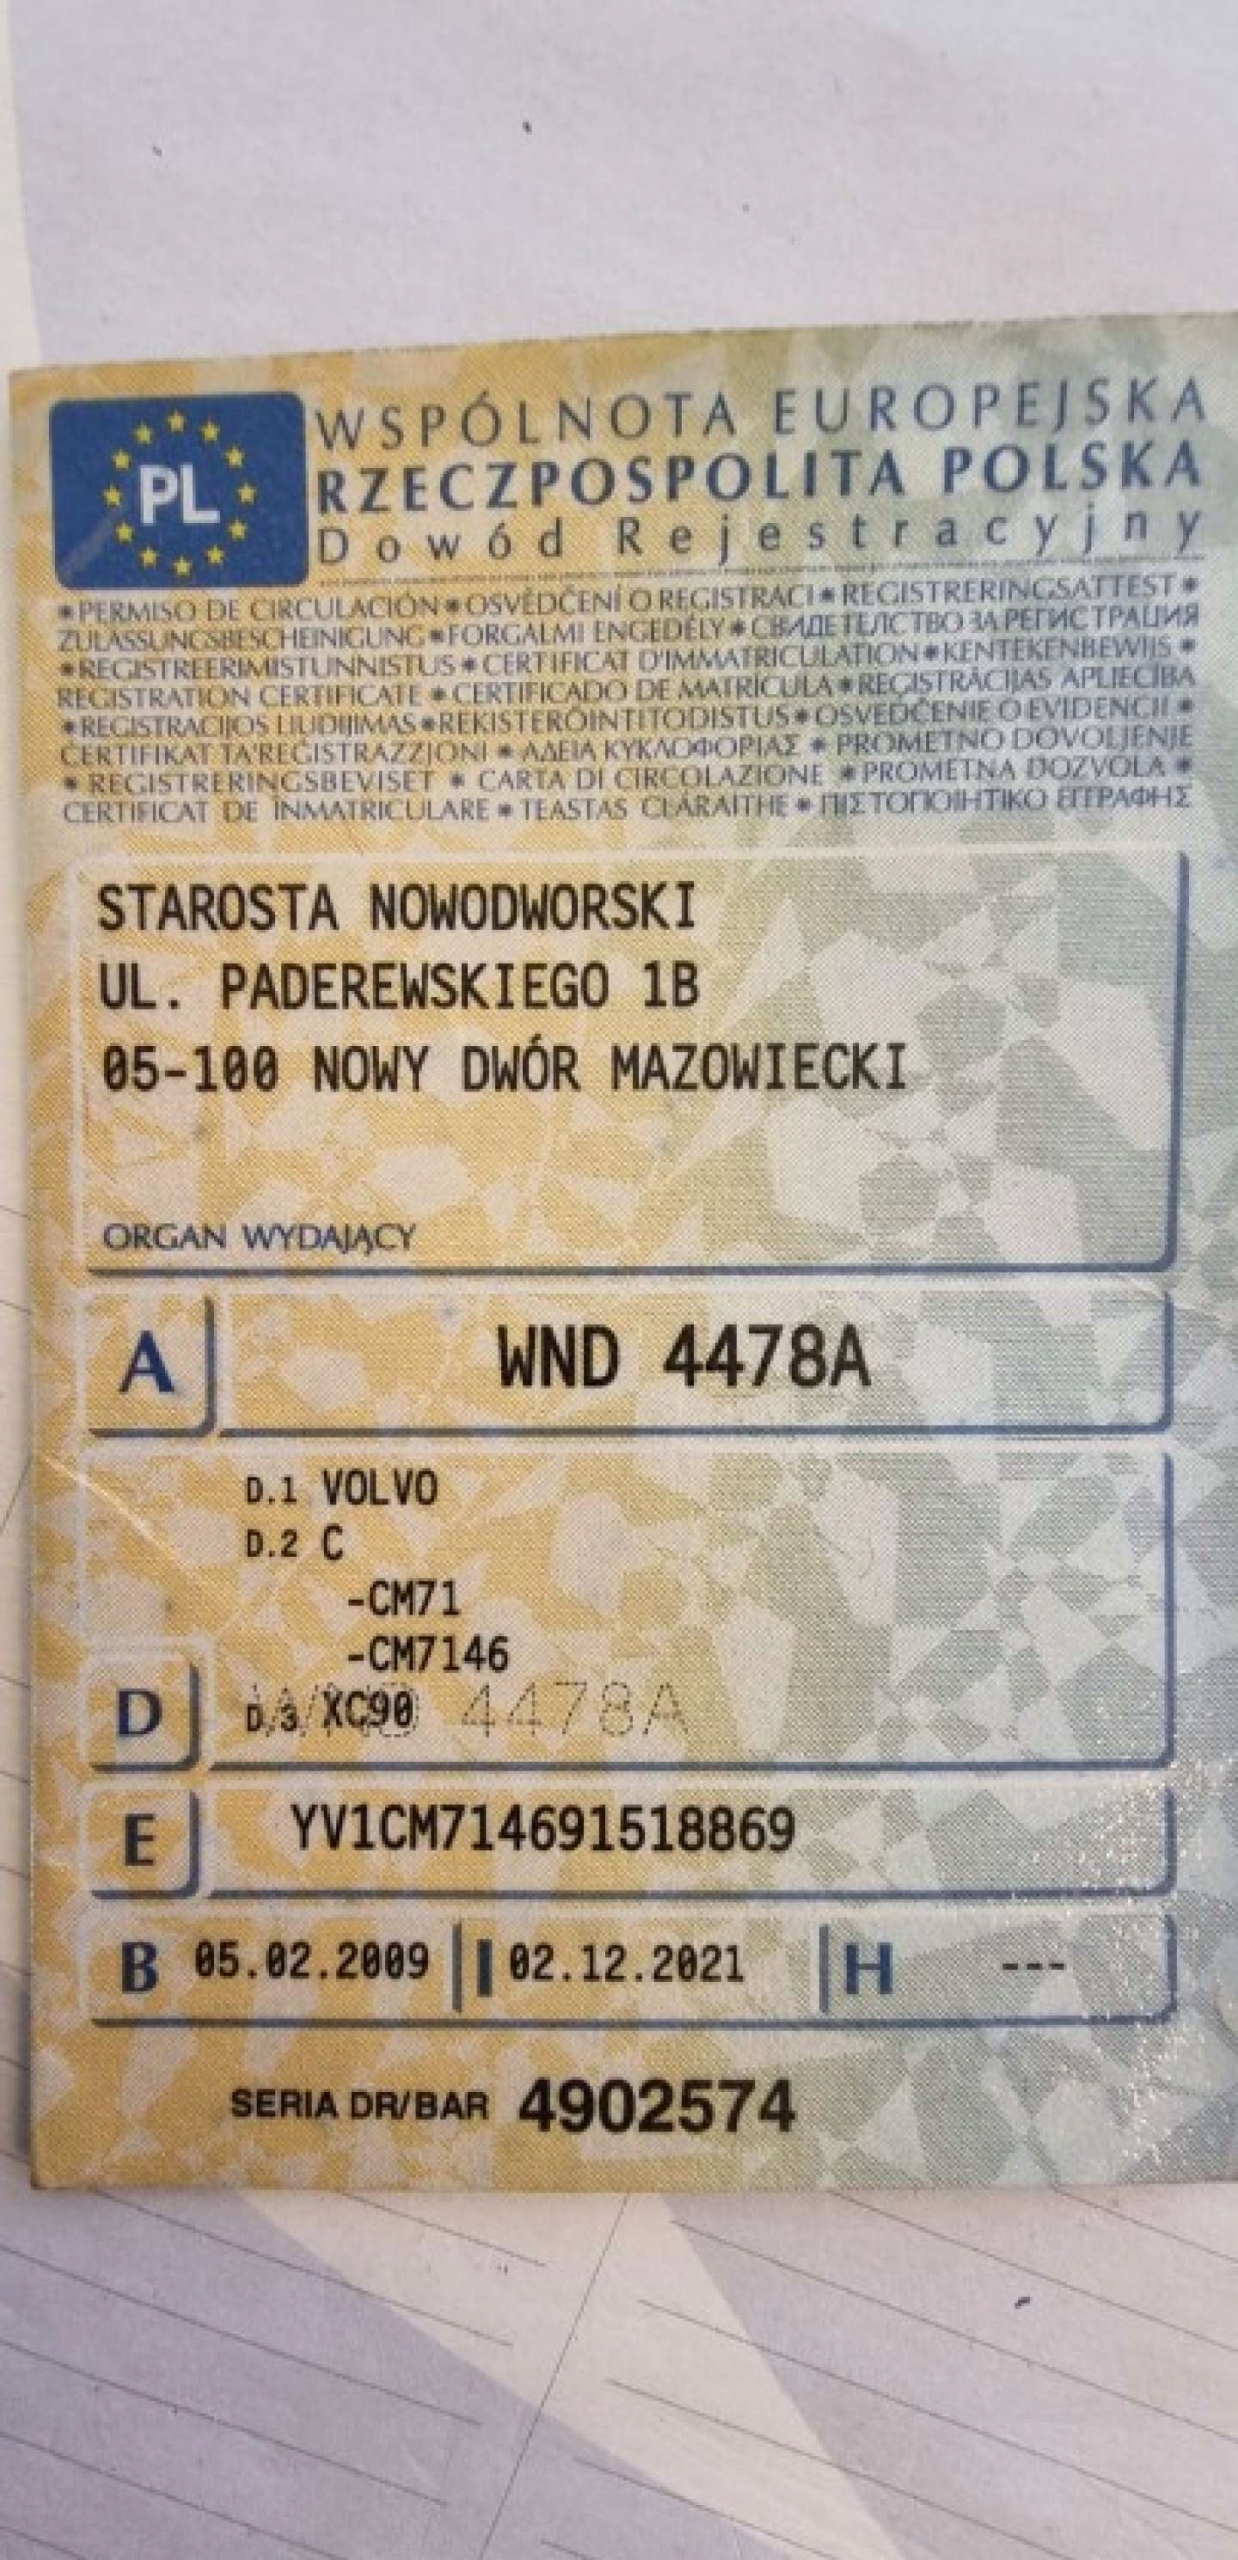 PL
WSPÓLNOTA EUROPEJSKA
RZECZPOSPOLITA POLSKA
Dowód Rejestracyjny
*PERMISO DE CIRCULACIÓN*OSVĚDČENÍ O REGISTRACI*REGISTRERINGSATTEST*
ZULASSUNGSBESCHEINIGUNG*FORGALMI ENGEDÉLY*СВИДЕТЕЛСТВО ЗА РЕГИСТРАЦИЯ
*REGISTREERIMISTUNNISTUS*CERTIFICAT D'IMMATRICULATION*KENTEKENBEWIJS*
REGISTRATION CERTIFICATE*CERTIFICADO DE MATRÍCULA*REGISTRĀCIJAS APLIECĪBA
*REGISTRACIJOS LIUDIJIMAS*REKISTERÖINTITODISTUS*OSVEDČENIE O EVIDENCII*
ĊERTIFIKAT TA'REĠISTRAZZJONI*ΑΔΕΙΑ ΚΥΚΛΟΦΟΡΙΑΣ*PROMETNO DOVOLJENJE
*REGISTRERINGSBEVISET*CARTA DI CIRCOLAZIONE*PROMETNA DOZVOLA*
CERTIFICAT DE ÎNMATRICULARE*TEASTAS CLÁRAITHE*ΠΙΣΤΟΠΟΙΗΤΙΚΟ ΕΓΓΡΑΦΗΣ
STAROSTA NOWODWORSKI
UL. PADEREWSKIEGO 1B
05-100 NOWY DWÓR MAZOWIECKI
ORGAN WYDAJĄCY
A WND 4478A
D.1 VOLVO
D.2 C
-CM71
-CM7146
D D.3 XC90
WND 4478A
E YV1CM714691518869
B 05.02.2009 I 02.12.2021 H ---
SERIA DR/BAR 4902574